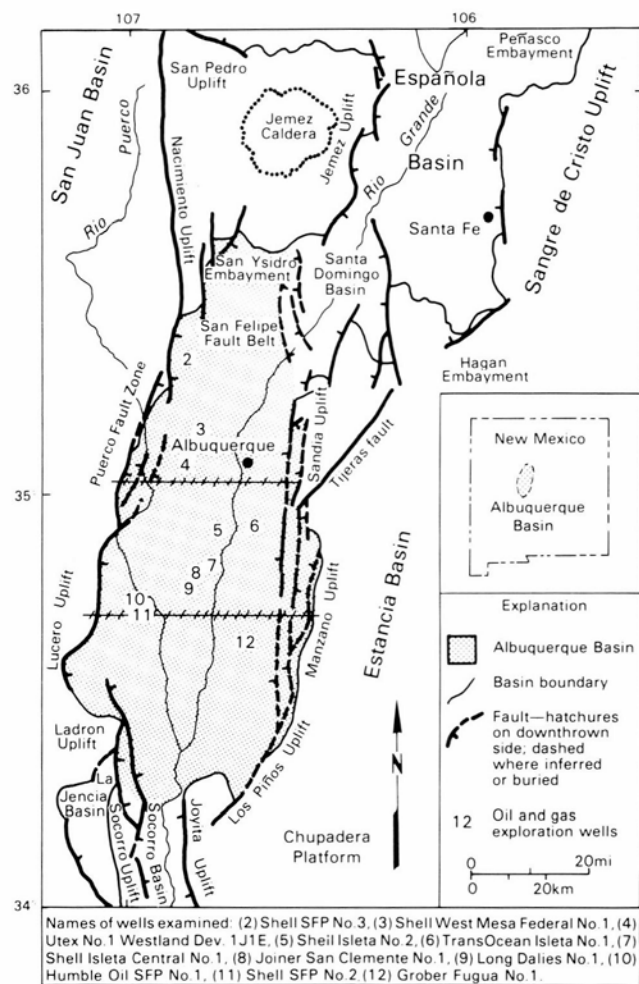 107
106
36
35
34
San Juan Basin
Rio
Puerco
San Pedro
Uplift
Nacimiento Uplift
Jemez
Caldera
Jemez Uplift
Peñasco
Embayment
Española
Basin
Rio
Grande
Santa Fe
Sangre de Cristo Uplift
San Ysidro
Embayment
Santa
Domingo
Basin
San Felipe
Fault Belt
Hagan
Embayment
2
Puerco Fault Zone
3
Albuquerque
4
Sandia Uplift
Tijeras fault
5
6
7
8
9
10
11
12
Lucero Uplift
Manzano Uplift
Estancia Basin
Ladron
Uplift
La
Jencia
Basin
Socorro Uplift
Socorro Basin
Joyita
Uplift
Los Piños Uplift
N
Chupadera
Platform
New Mexico
Albuquerque
Basin
Explanation
Albuquerque Basin
Basin boundary
Fault—hatchures
on downthrown
side; dashed
where inferred
or buried
12
Oil and gas
exploration wells
0 20mi
0 20km
Names of wells examined: (2) Shell SFP No.3, (3) Shell West Mesa Federal No.1, (4)
Utex No.1 Westland Dev. 1J1E, (5) Sheil Isleta No.2, (6) TransOcean Isleta No.1, (7)
Shell Isleta Central No.1, (8) Joiner San Clemente No.1, (9) Long Dalies No.1, (10)
Humble Oil SFP No.1, (11) Shell SFP No.2, (12) Grober Fugua No.1.